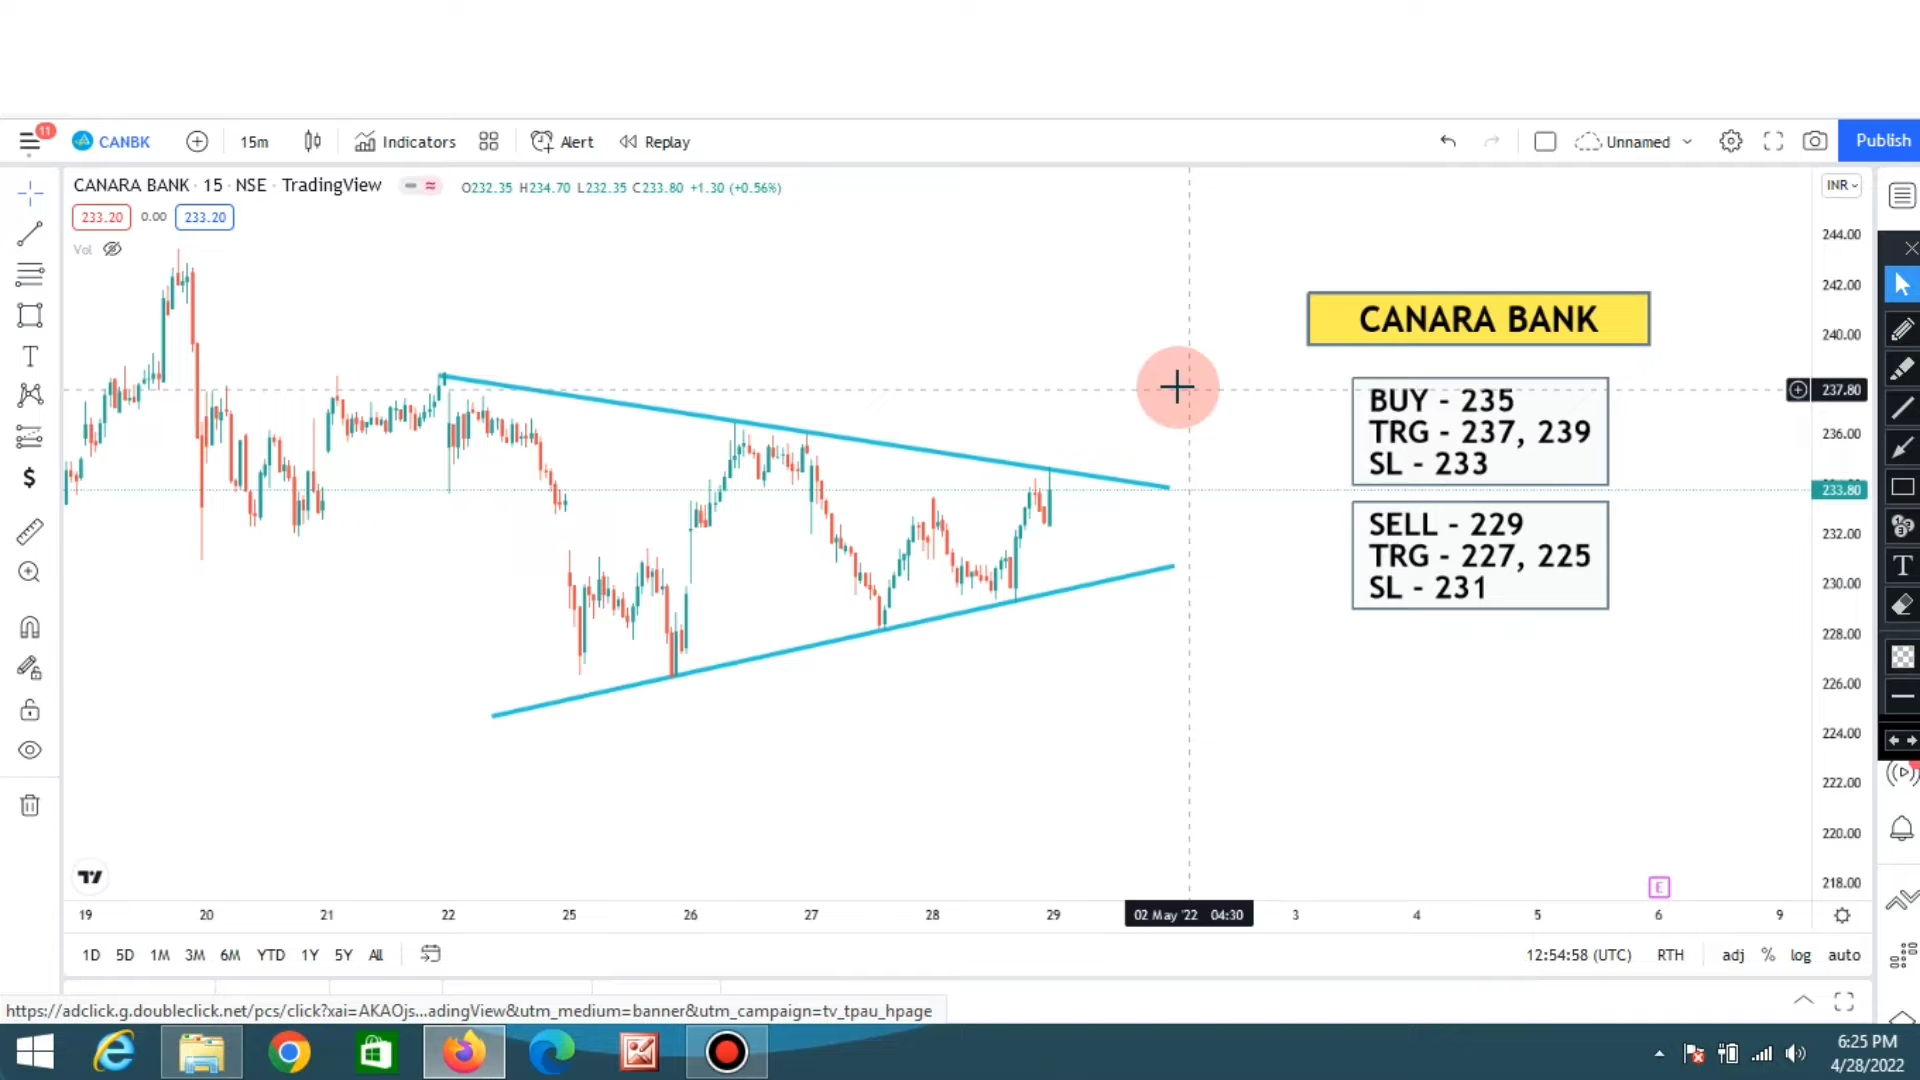 11
CANBK
15m
Indicators
Alert
Replay
Unnamed
Publish
CANARA BANK · 15 · NSE · TradingView
O232.35 H234.70 L232.35 C233.80 +1.30 (+0.56%)
INR
233.20 0.00 233.20
Vol
244.00
242.00
240.00
237.80
236.00
233.80
232.00
230.00
228.00
226.00
224.00
222.00
220.00
218.00
CANARA BANK
BUY - 235
TRG - 237, 239
SL - 233
SELL - 229
TRG - 227, 225
SL - 231
E
19 20 21 22 25 26 27 28 29 02 May '22 04:30 3 4 5 6 9
1D 5D 1M 3M 6M YTD 1Y 5Y All
12:54:58 (UTC) RTH adj % log auto
https://adclick.g.doubleclick.net/pcs/click?xai=AKAOjs...adingView&utm_medium=banner&utm_campaign=tv_tpau_hpage
6:25 PM
4/28/2022